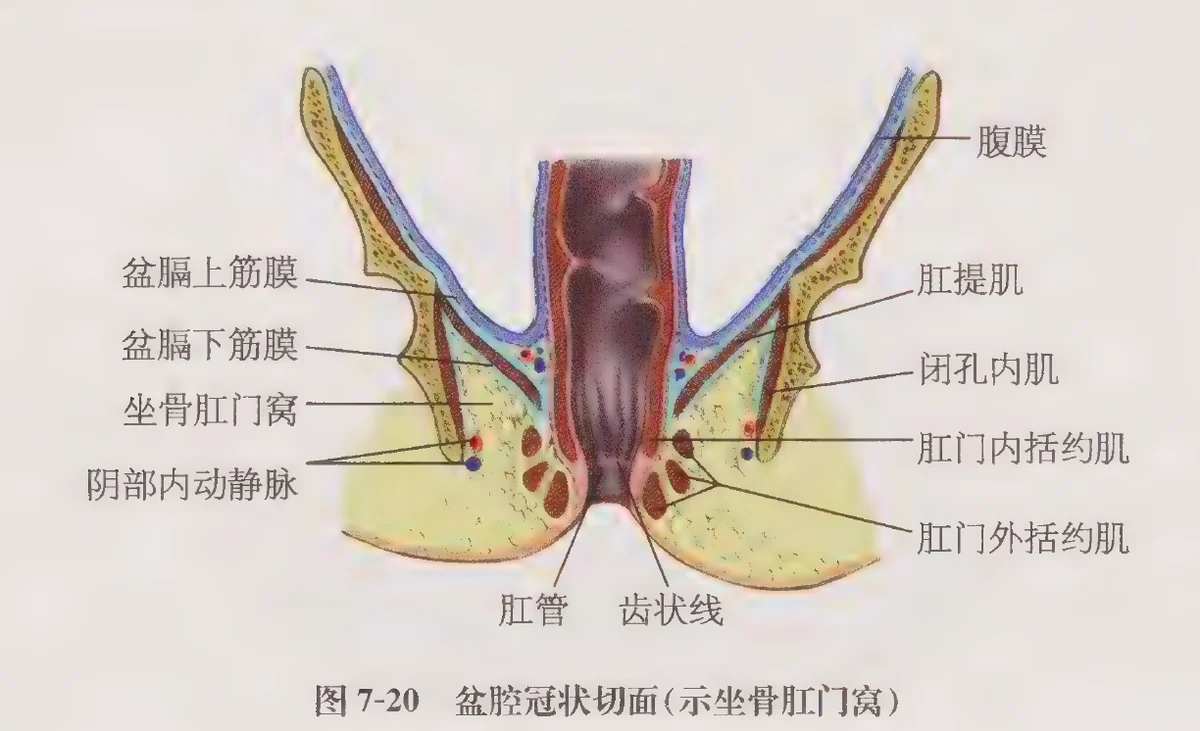 腹膜
盆膈上筋膜
肛提肌
盆膈下筋膜
闭孔内肌
坐骨肛门窝
肛门内括约肌
阴部内动静脉
肛门外括约肌
肛管
齿状线
图 7-20 盆腔冠状切面(示坐骨肛门窝)